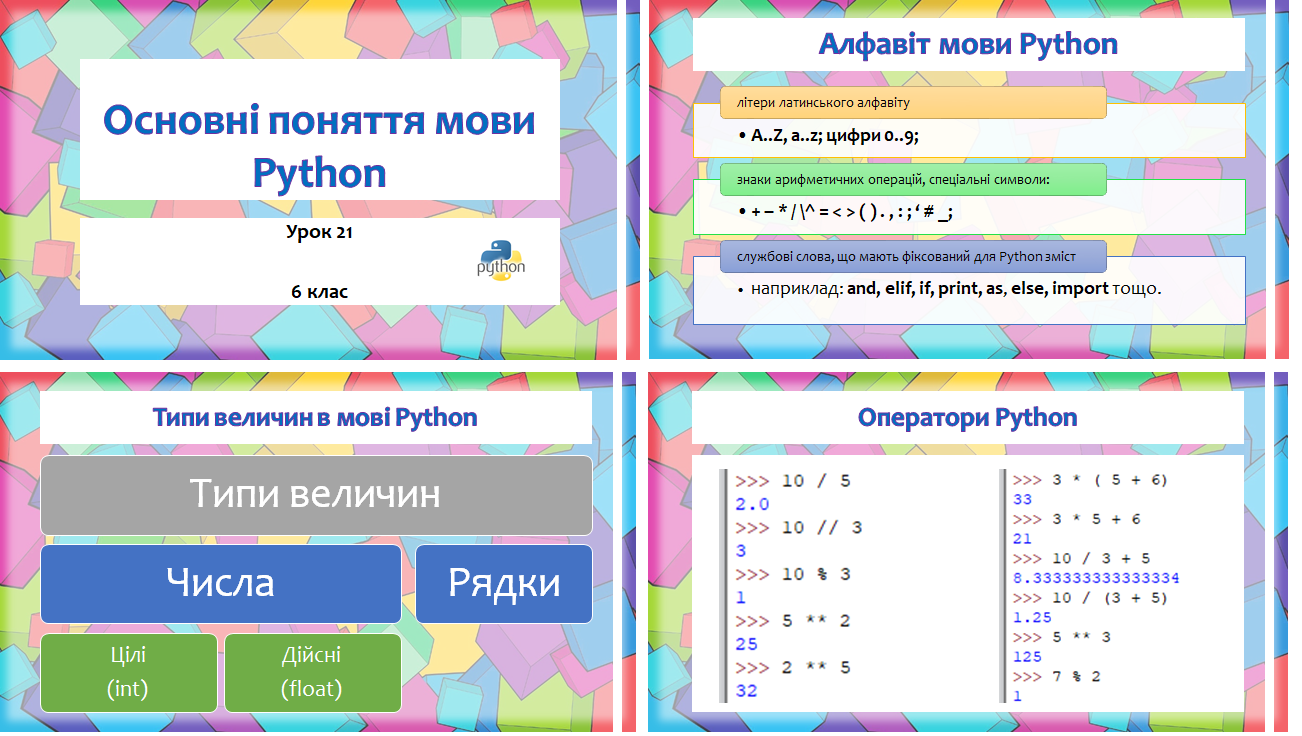 Основні поняття мови
Python
Урок 21
python
6 клас
Алфавіт мови Python
літери латинського алфавіту
• A..Z, a..z; цифри 0..9;
знаки арифметичних операцій, спеціальні символи:
• + – * / \^ = < > ( ) . , : ; ‘ # _;
службові слова, що мають фіксований для Python зміст
• наприклад: and, elif, if, print, as, else, import тощо.
Типи величин в мові Python
Типи величин
Числа
Рядки
Цілі
(int)
Дійсні
(float)
Оператори Python
>>> 10 / 5
2.0
>>> 10 // 3
3
>>> 10 % 3
1
>>> 5 ** 2
25
>>> 2 ** 5
32
>>> 3 * ( 5 + 6)
33
>>> 3 * 5 + 6
21
>>> 10 / 3 + 5
8.333333333333334
>>> 10 / (3 + 5)
1.25
>>> 5 ** 3
125
>>> 7 % 2
1